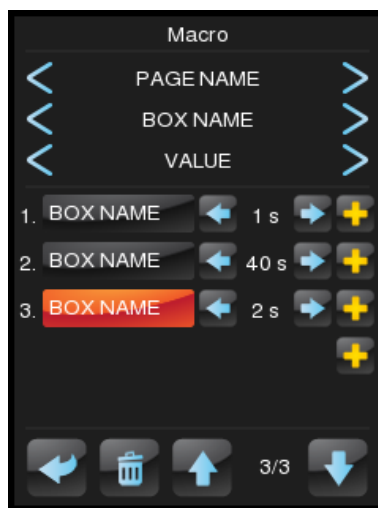 Macro
PAGE NAME
BOX NAME
VALUE
1. BOX NAME 1 s
2. BOX NAME 40 s
3. BOX NAME 2 s
3/3